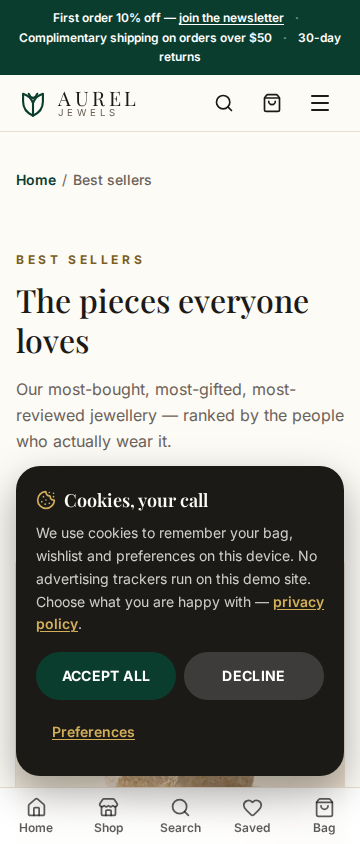 First order 10% off — join the newsletter ·
Complimentary shipping on orders over $50 · 30-day
returns
AUREL
JEWELS
Home / Best sellers
BEST SELLERS
The pieces everyone
loves
Our most-bought, most-gifted, most-
reviewed jewellery — ranked by the people
who actually wear it.
Cookies, your call
We use cookies to remember your bag,
wishlist and preferences on this device. No
advertising trackers run on this demo site.
Choose what you are happy with — privacy
policy.
ACCEPT ALL DECLINE
Preferences
Home Shop Search Saved Bag